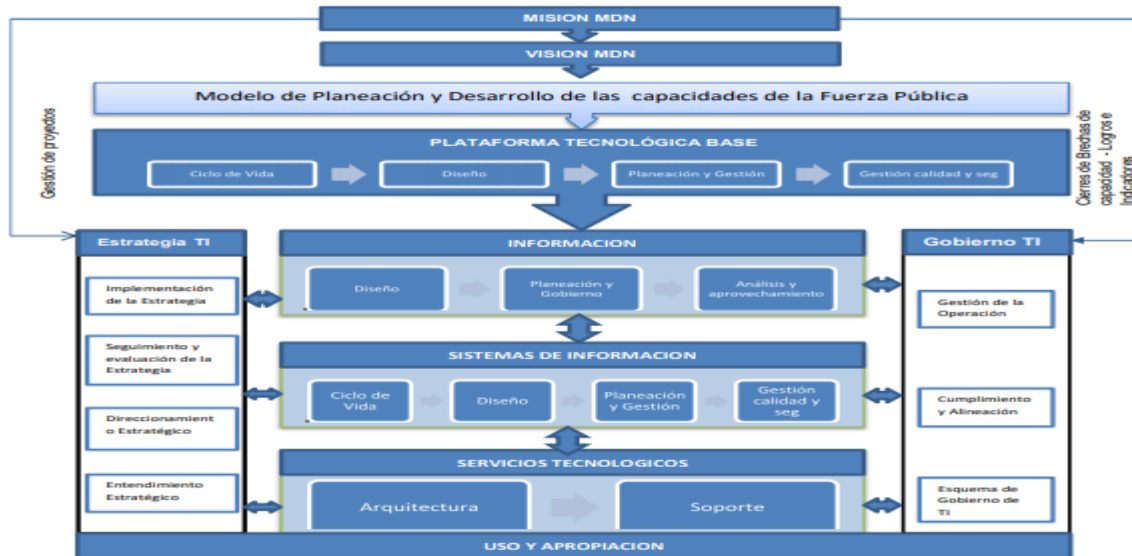 MISION MDN
VISION MDN
Modelo de Planeación y Desarrollo de las capacidades de la Fuerza Pública
PLATAFORMA TECNOLÓGICA BASE
Ciclo de Vida
Diseño
Planeación y Gestión
Gestión calidad y seg
Gestión de proyectos
Cierres de Brechas de
capacidad - Logros e
Indicadores
Estrategia TI
Implementación
de la Estrategia
Seguimiento y
evaluación de la
Estrategia
Direccionamient
o Estratégico
Entendimiento
Estratégico
INFORMACION
Diseño
Planeación y
Gobierno
Análisis y
aprovechamiento
SISTEMAS DE INFORMACION
Ciclo de
Vida
Diseño
Planeación
y Gestión
Gestión
calidad y
seg
SERVICIOS TECNOLOGICOS
Arquitectura
Soporte
Gobierno TI
Gestión de la
Operación
Cumplimiento
y Alineación
Esquema de
Gobierno de
TI
USO Y APROPIACION